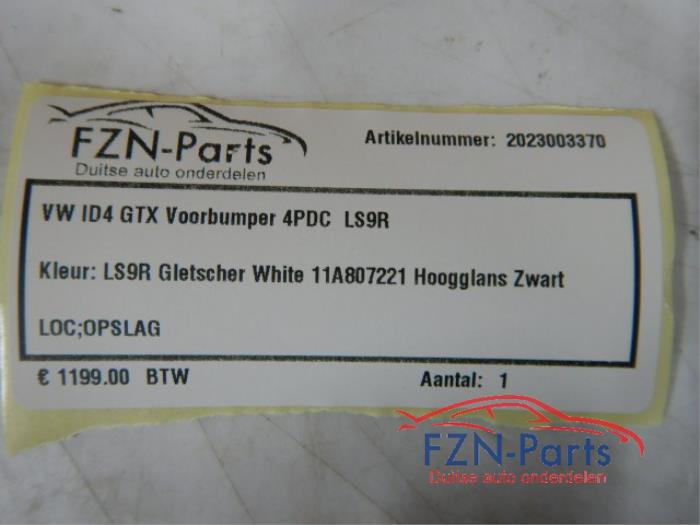 FZN-Parts
Duitse auto onderdelen
Artikelnummer: 2023003370
VW ID4 GTX Voorbumper 4PDC LS9R
Kleur: LS9R Gletscher White 11A807221 Hoogglans Zwart
LOC;OPSLAG
€ 1199.00 BTW
Aantal: 1
FZN-Parts
Duitse auto onderdelen